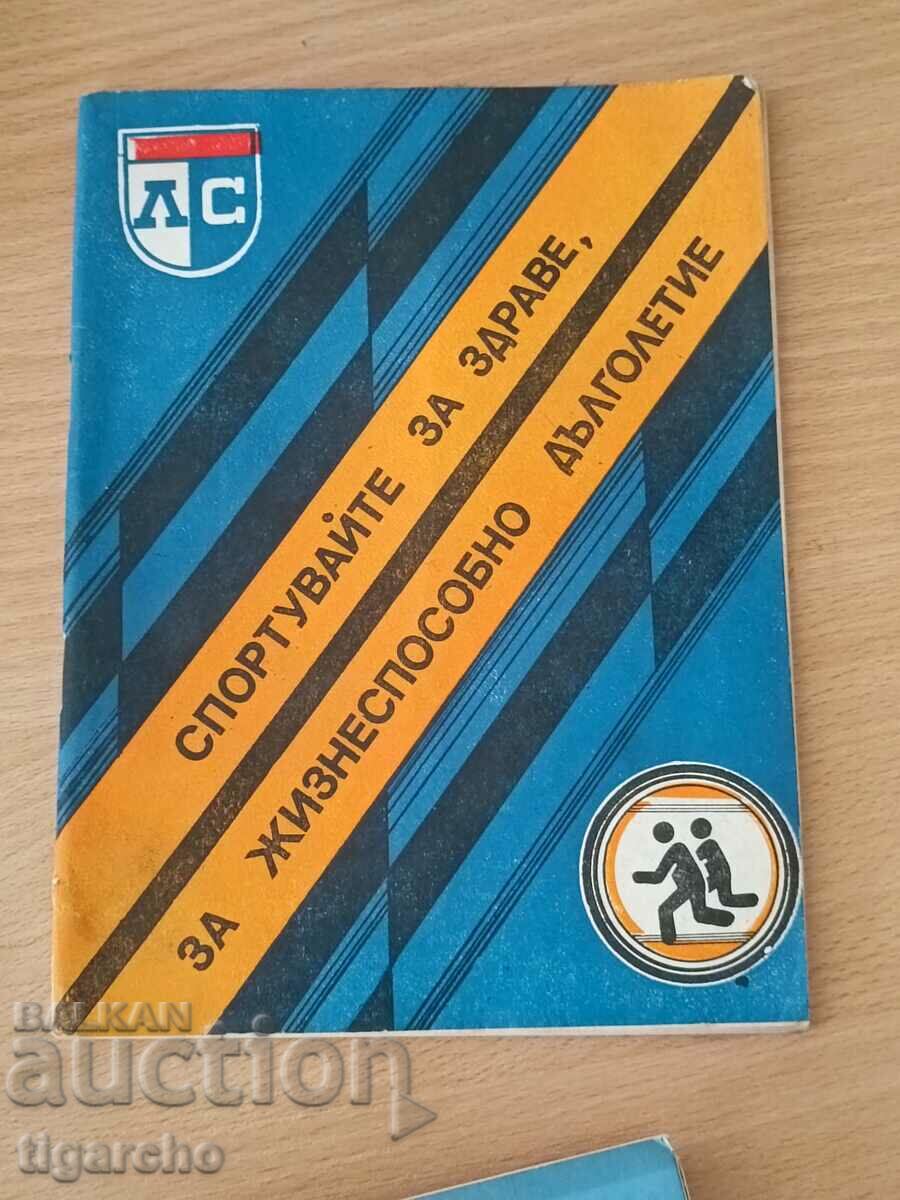 ЛС
СПОРТУВАЙТЕ ЗА ЗДРАВЕ,
ЗА ЖИЗНЕСПОСОБНО ДЪЛГОЛЕТИЕ
BALKAN
auction
tigarcho